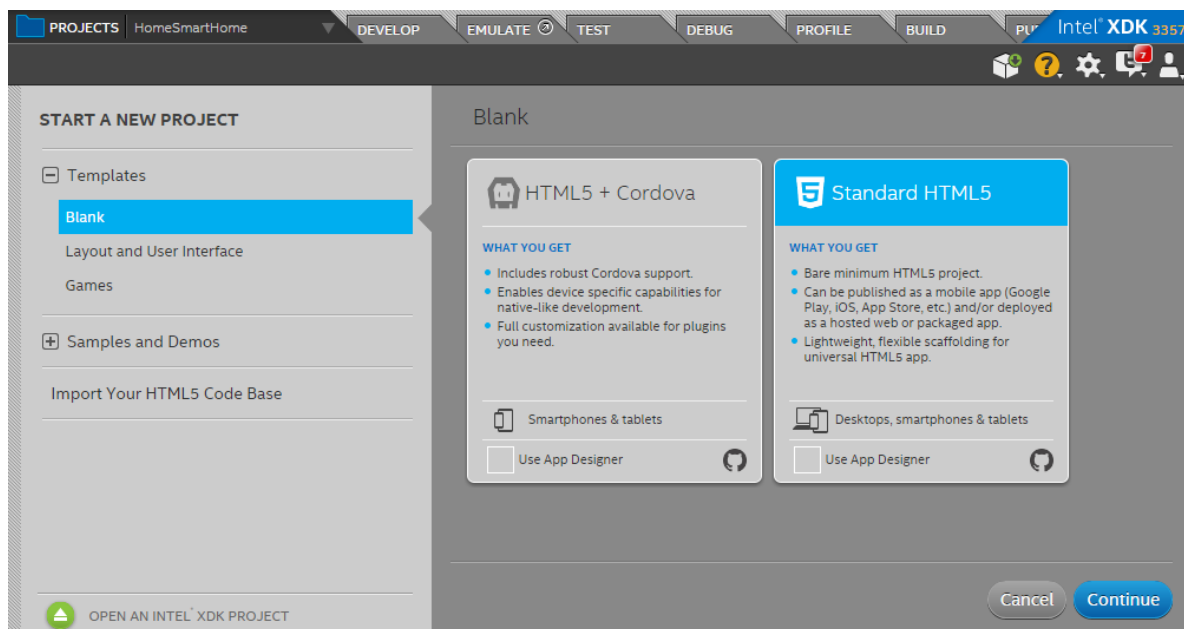 PROJECTS HomeSmartHome DEVELOP EMULATE TEST DEBUG PROFILE BUILD Intel® XDK 3357
7
START A NEW PROJECT
Templates
Blank
Layout and User Interface
Games
Samples and Demos
Import Your HTML5 Code Base
OPEN AN INTEL® XDK PROJECT
Blank
HTML5 + Cordova
WHAT YOU GET
Includes robust Cordova support.
Enables device specific capabilities for
native-like development.
Full customization available for plugins
you need.
Smartphones & tablets
Use App Designer
Standard HTML5
WHAT YOU GET
Bare minimum HTML5 project.
Can be published as a mobile app (Google
Play, iOS, App Store, etc.) and/or deployed
as a hosted web or packaged app.
Lightweight, flexible scaffolding for
universal HTML5 app.
Desktops, smartphones & tablets
Use App Designer
Cancel Continue